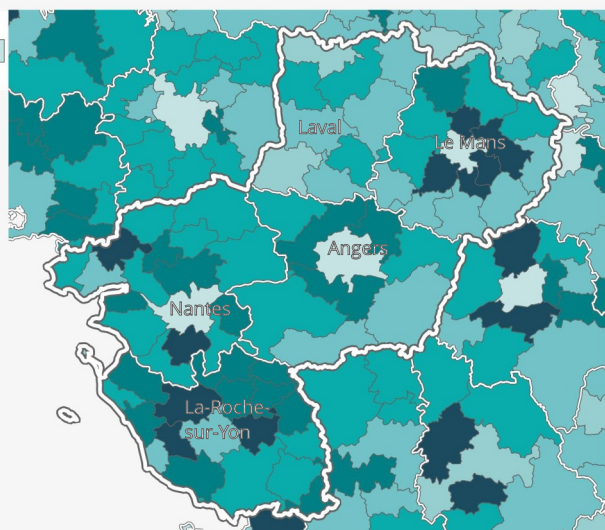 Laval
Le Mans
Angers
Nantes
La-Roche-
sur-Yon